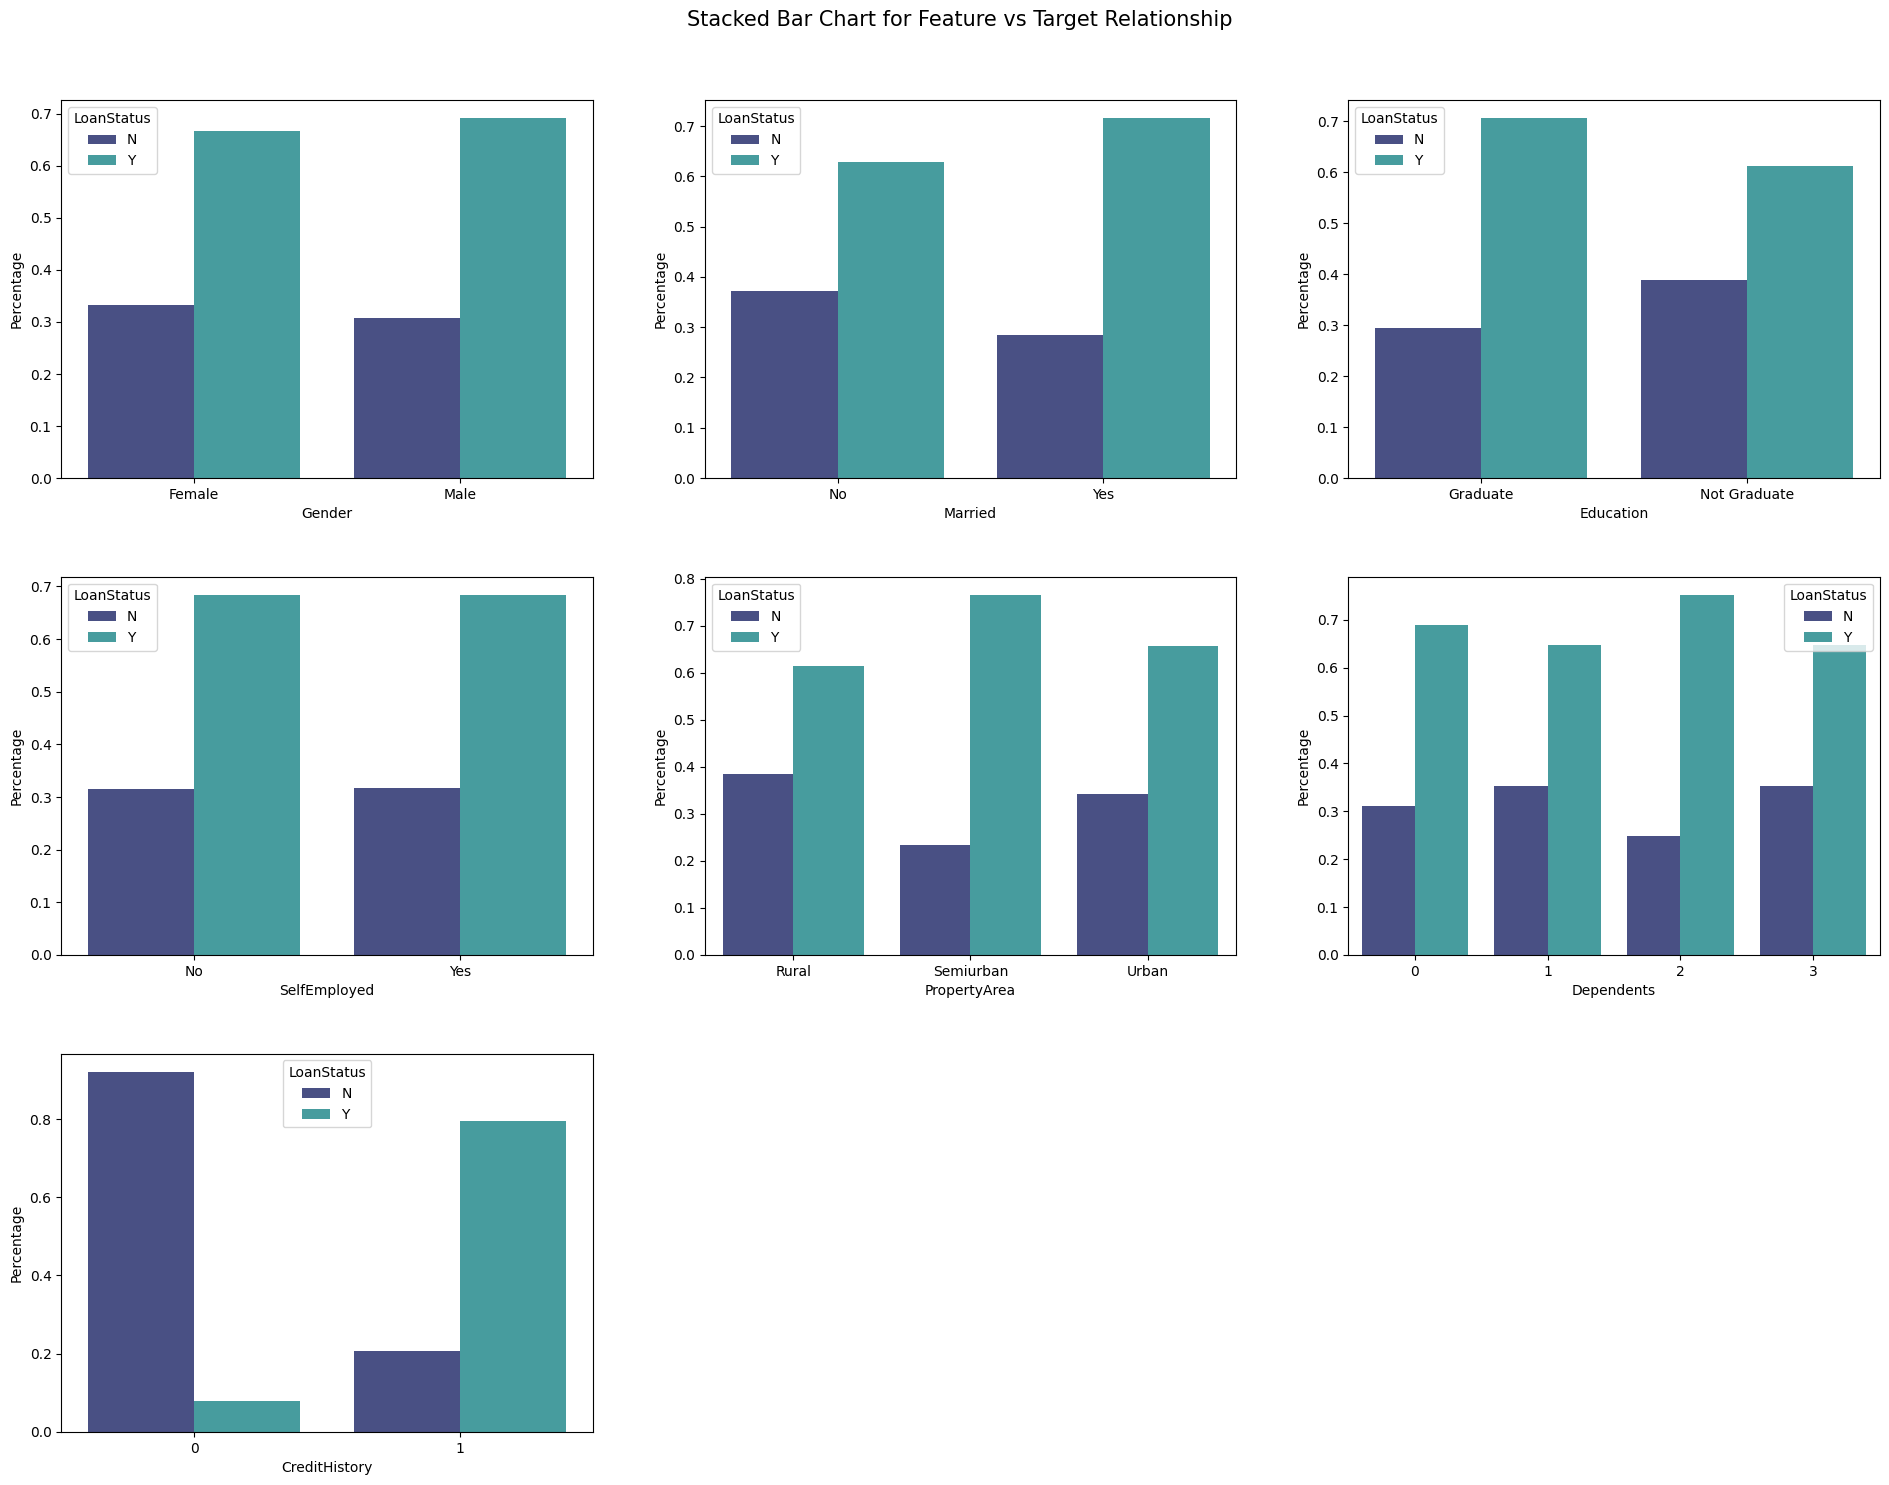 Stacked Bar Chart for Feature vs Target Relationship
LoanStatus
N
Y
0.7
0.6
0.5
0.4
0.3
0.2
0.1
0.0
Percentage
Female Male
Gender
LoanStatus
N
Y
0.7
0.6
0.5
0.4
0.3
0.2
0.1
0.0
Percentage
No Yes
Married
LoanStatus
N
Y
0.7
0.6
0.5
0.4
0.3
0.2
0.1
0.0
Percentage
Graduate Not Graduate
Education
LoanStatus
N
Y
0.7
0.6
0.5
0.4
0.3
0.2
0.1
0.0
Percentage
No Yes
SelfEmployed
LoanStatus
N
Y
0.8
0.7
0.6
0.5
0.4
0.3
0.2
0.1
0.0
Percentage
Rural Semiurban Urban
PropertyArea
LoanStatus
N
Y
0.7
0.6
0.5
0.4
0.3
0.2
0.1
0.0
Percentage
0 1 2 3
Dependents
LoanStatus
N
Y
0.8
0.6
0.4
0.2
0.0
Percentage
0 1
CreditHistory